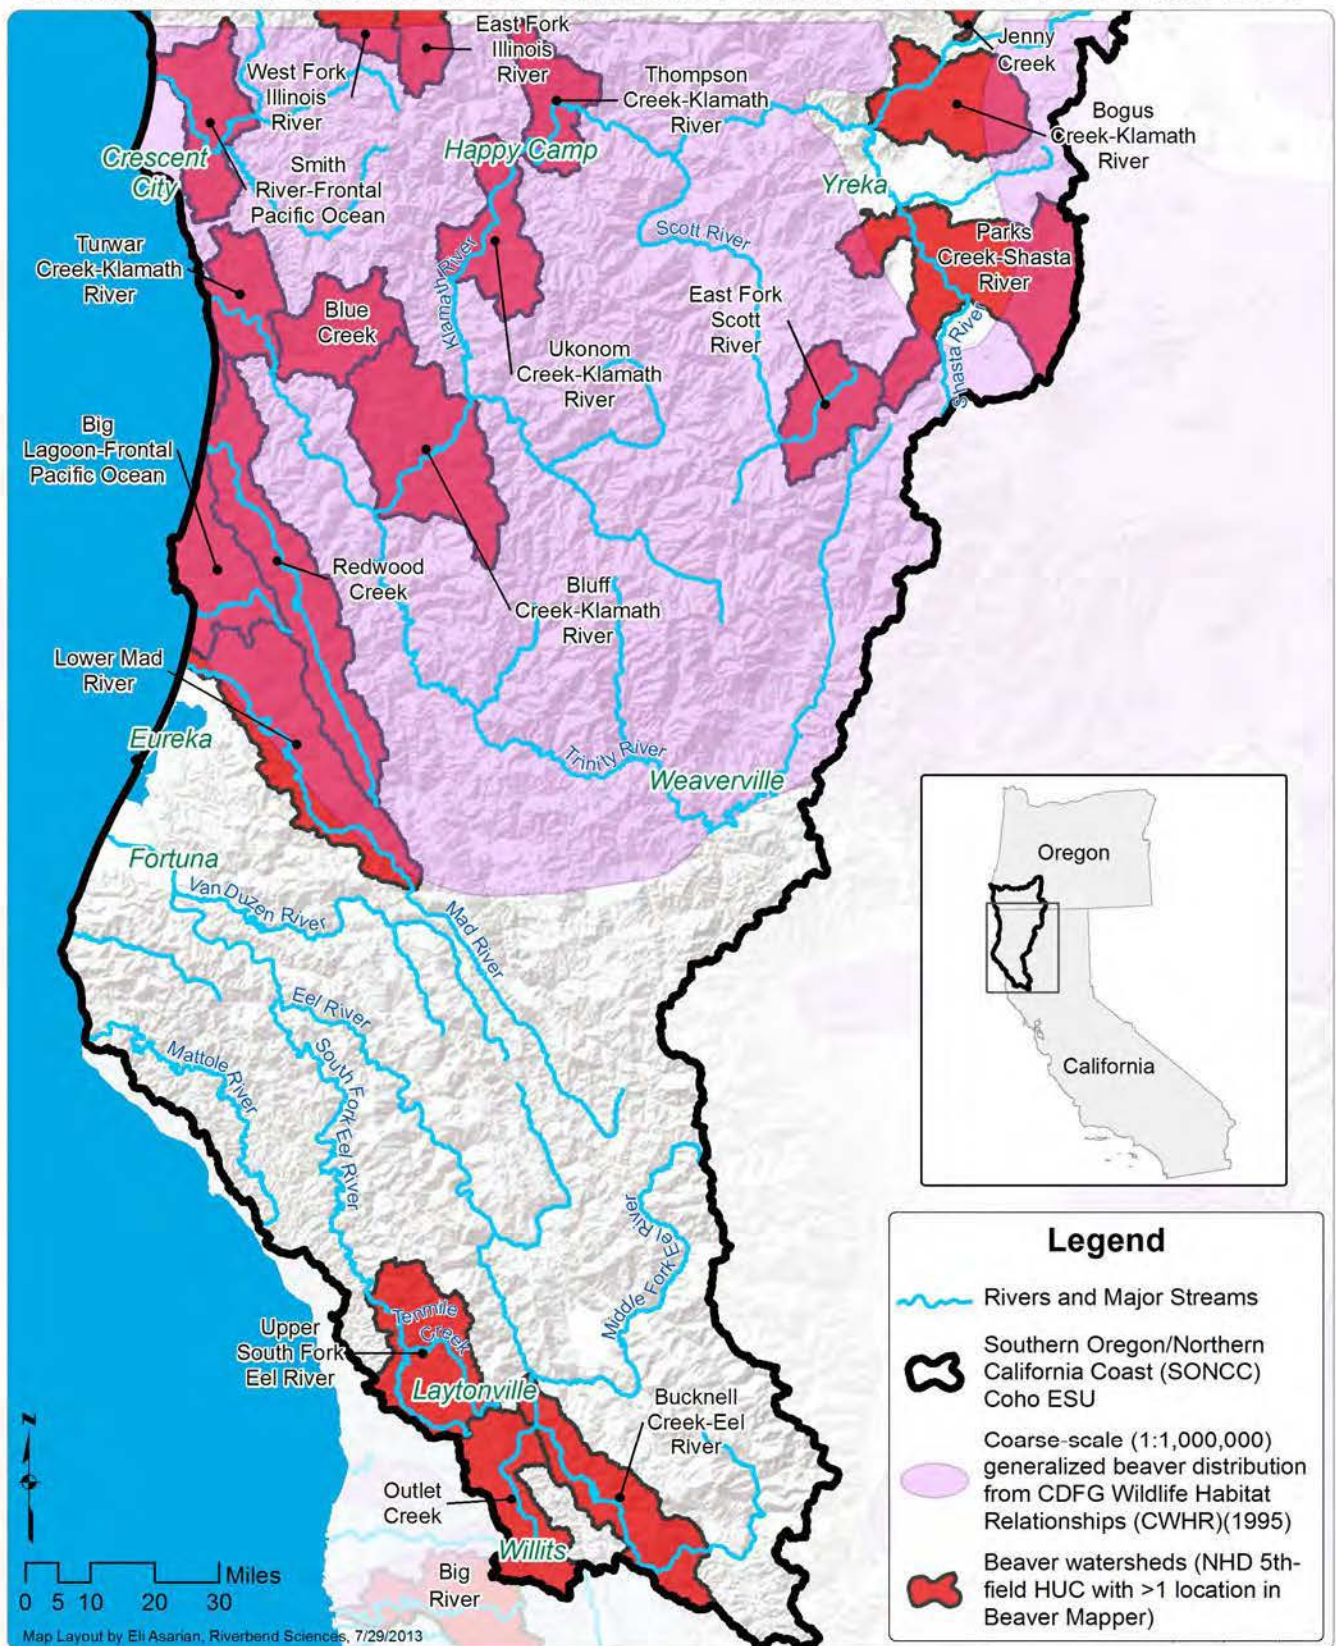 East Fork
Illinois
River
Jenny
Creek
West Fork
Illinois
River
Thompson
Creek-Klamath
River
Bogus
Creek-Klamath
River
Crescent
City
Happy Camp
Smith
River-Frontal
Pacific Ocean
Yreka
Turwar
Creek-Klamath
River
Scott River
Parks
Creek-Shasta
River
Klamath River
Blue
Creek
East Fork
Scott
River
Ukonom
Creek-Klamath
River
Shasta River
Big
Lagoon-Frontal
Pacific Ocean
Redwood
Creek
Bluff
Creek-Klamath
River
Lower Mad
River
Eureka
Trinity River
Weaverville
Fortuna
Van Duzen River
Mad River
Eel River
Mattole River
South Fork Eel River
Middle Fork Eel River
Tenmile
Creek
Upper
South Fork
Eel River
Laytonville
Bucknell
Creek-Eel
River
Outlet
Creek
Willits
Big
River
Oregon
California
Legend
Rivers and Major Streams
Southern Oregon/Northern
California Coast (SONCC)
Coho ESU
Coarse-scale (1:1,000,000)
generalized beaver distribution
from CDFG Wildlife Habitat
Relationships (CWHR)(1995)
Beaver watersheds (NHD 5th-
field HUC with >1 location in
Beaver Mapper)
N
Miles
0 5 10 20 30
Map Layout by Eli Asarian, Riverbend Sciences, 7/29/2013